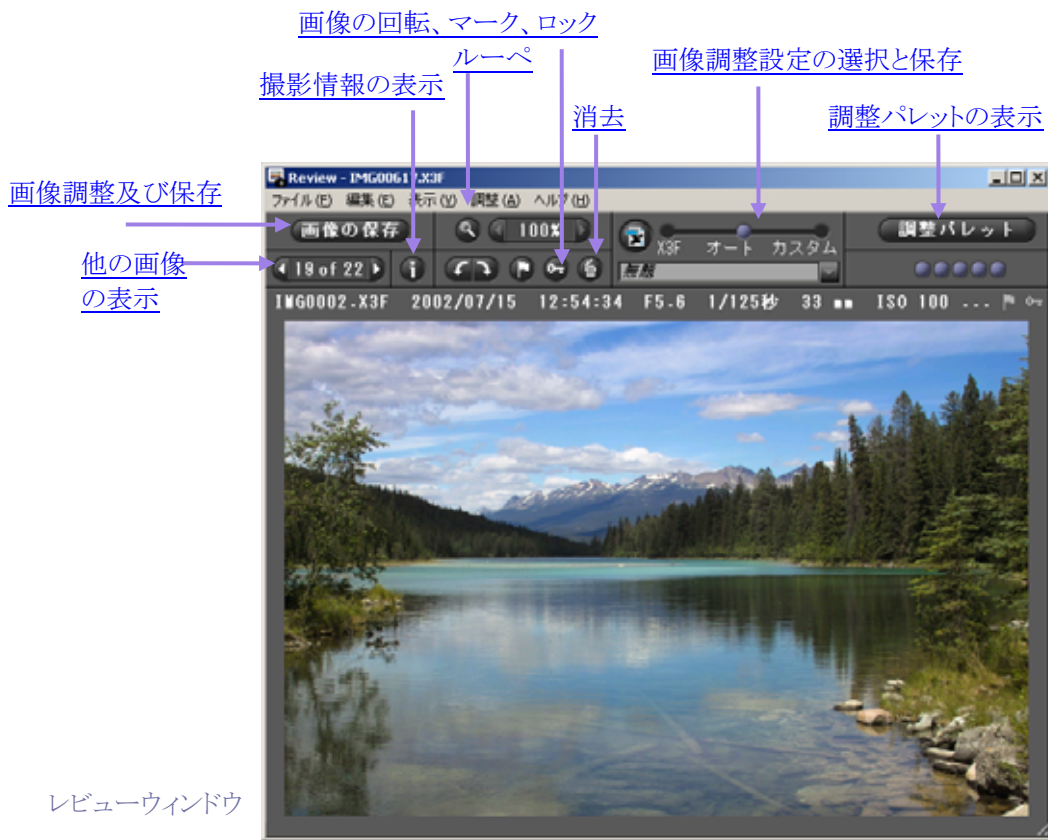 画像の回転、マーク、ロック
ルーペ
画像調整設定の選択と保存
撮影情報の表示
消去
調整パレットの表示
画像調整及び保存
他の画像
の表示
Review - IMG00617.X3F
ファイル(F) 編集(E) 表示(V) 調整(A) ヘルプ(H)
画像の保存
100%
X3F オート カスタム
調整パレット
19 of 22
IMG0002.X3F 2002/07/15 12:54:34 F5.6 1/125秒 33 mm ISO 100 ...
レビューウィンドウ